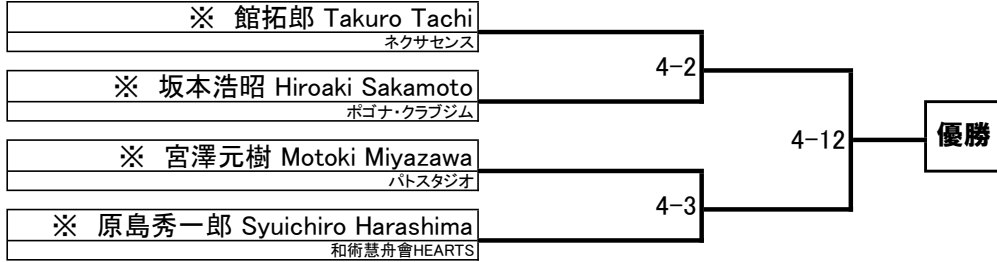 ※ 館拓郎 Takuro Tachi
ネクサセンス
4-2
※ 坂本浩昭 Hiroaki Sakamoto
ポゴナ・クラブジム
4-12
優勝
※ 宮澤元樹 Motoki Miyazawa
パトスタジオ
4-3
※ 原島秀一郎 Syuichiro Harashima
和術慧舟會HEARTS